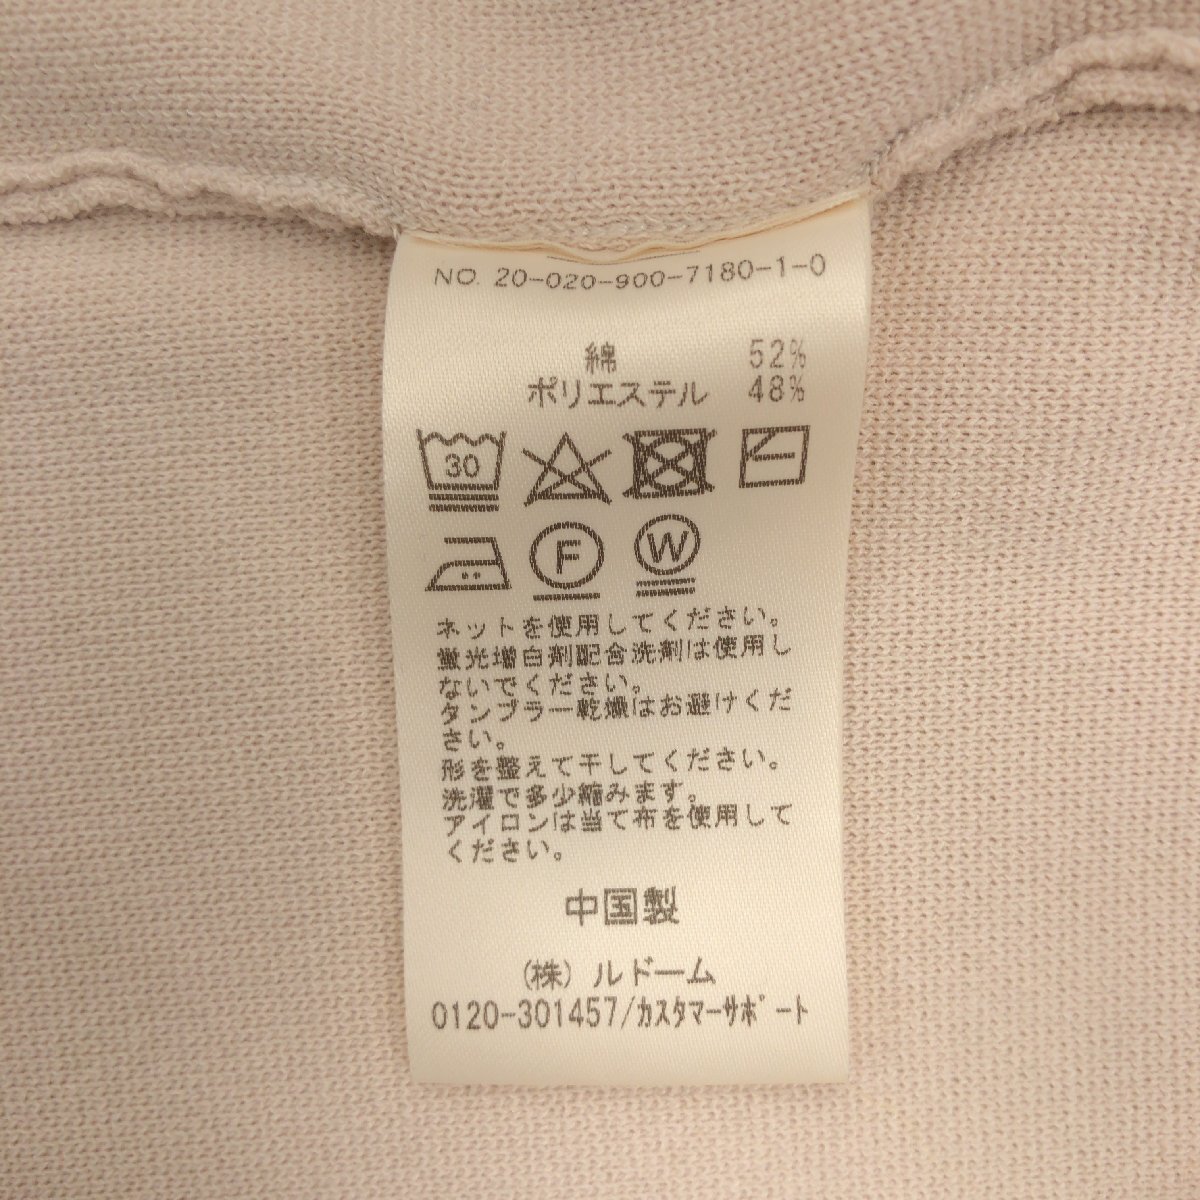 NO. 20-020-900-7180-1-0
綿 52%
ポリエステル 48%
30
F W
ネットを使用してください。
蛍光増白剤配合洗剤は使用し
ないでください。
タンブラー乾燥はお避けくだ
さい。
形を整えて干してください。
洗濯で多少縮みます。
アイロンは当て布を使用して
ください。
中国製
(株)ルドーム
0120-301457/カスタマーサポート